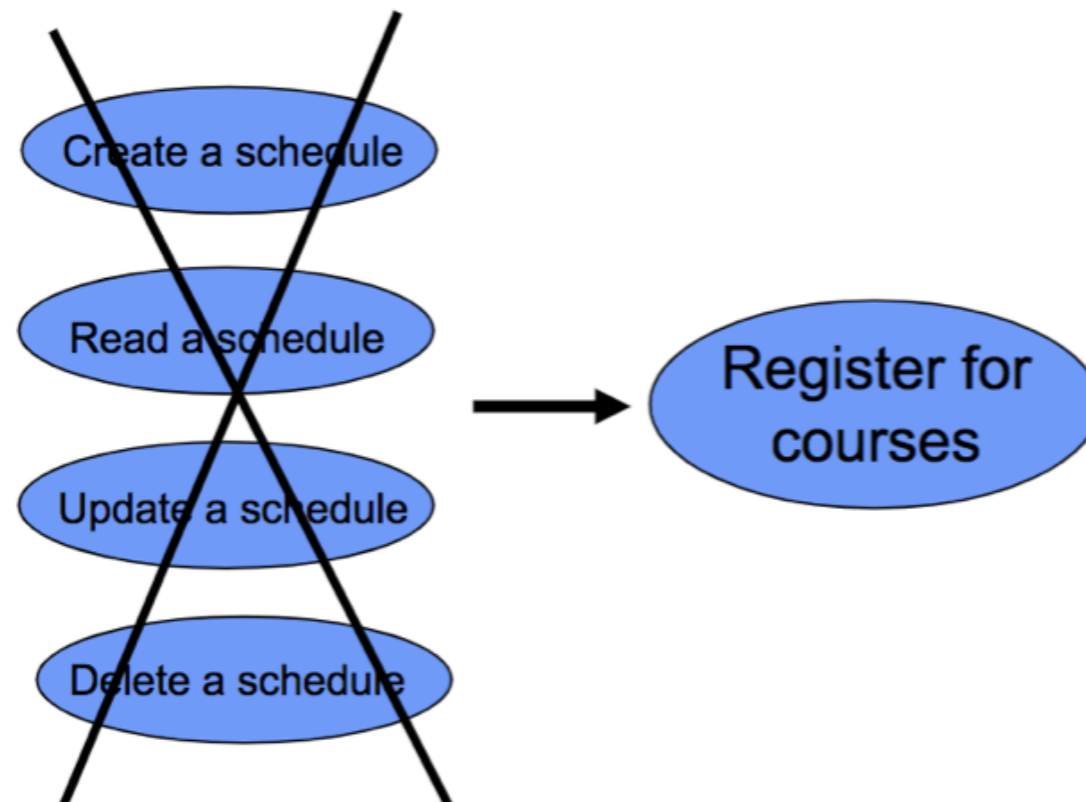 Create a schedule
Read a schedule
Update a schedule
Delete a schedule
Register for
courses